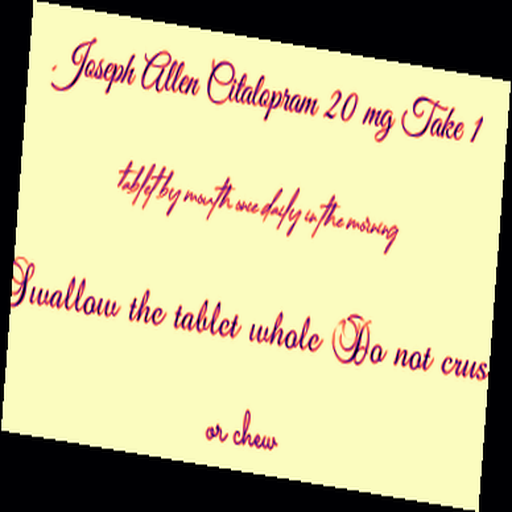 Joseph Allen Citalopram 20 mg Take 1
tablet by mouth once daily in the morning
Swallow the tablet whole Do not crus
or chew